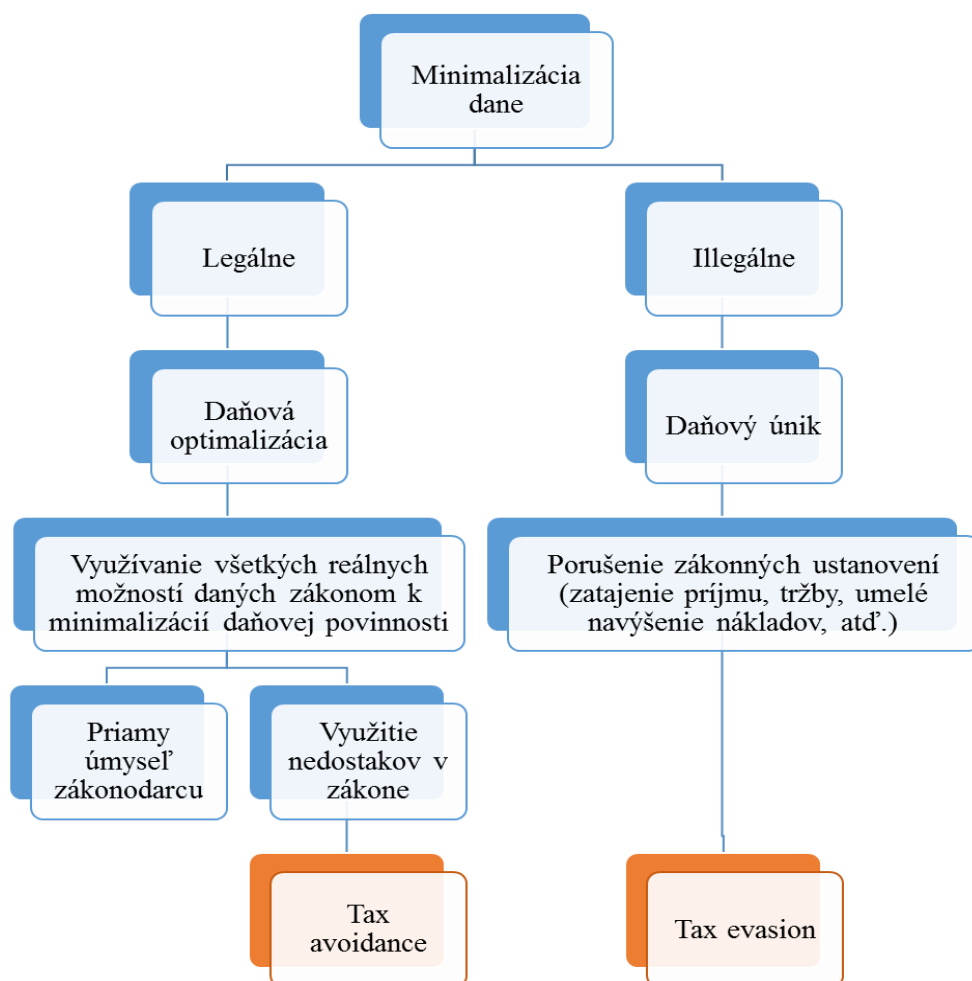 Minimalizácia
dane
Legálne
Illegálne
Daňová
optimalizácia
Daňový únik
Využívanie všetkých reálnych
možností daných zákonom k
minimalizácií daňovej povinnosti
Porušenie zákonných ustanovení
(zatajenie príjmu, tržby, umelé
navýšenie nákladov, atď.)
Priamy
úmyseľ
zákonodarcu
Využitie
nedostakov v
zákone
Tax
avoidance
Tax evasion